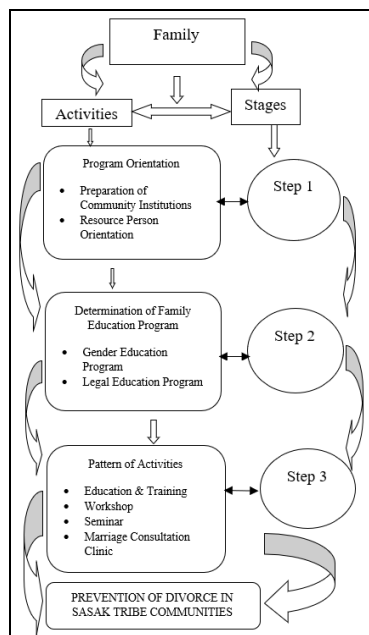 Family
Activities
Stages
Program Orientation
• Preparation of
Community Institutions
• Resource Person
Orientation
Step 1
Determination of Family
Education Program
• Gender Education
Program
• Legal Education Program
Step 2
Pattern of Activities
• Education & Training
• Workshop
• Seminar
• Marriage Consultation
Clinic
Step 3
PREVENTION OF DIVORCE IN
SASAK TRIBE COMMUNITIES